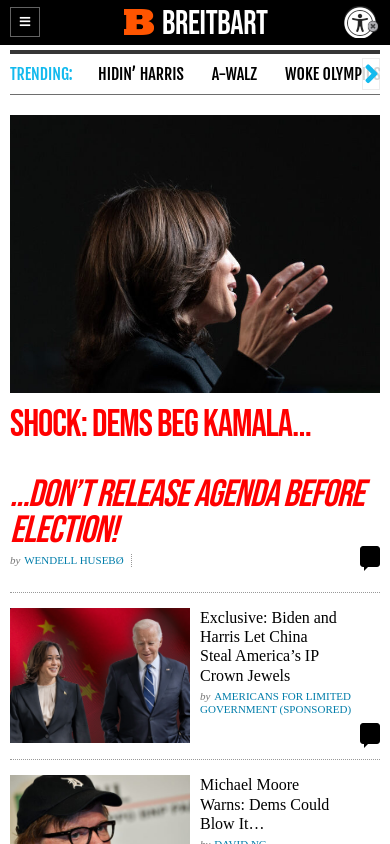 B BREITBART
TRENDING: HIDIN’ HARRIS A-WALZ WOKE
SHOCK: DEMS BEG KAMALA...
...DON’T RELEASE AGENDA BEFORE
ELECTION!
by WENDELL HUSEBØ
Exclusive: Biden and
Harris Let China
Steal America’s IP
Crown Jewels
by AMERICANS FOR LIMITED
GOVERNMENT (SPONSORED)
Michael Moore
Warns: Dems Could
Blow It…
by DAVID NG